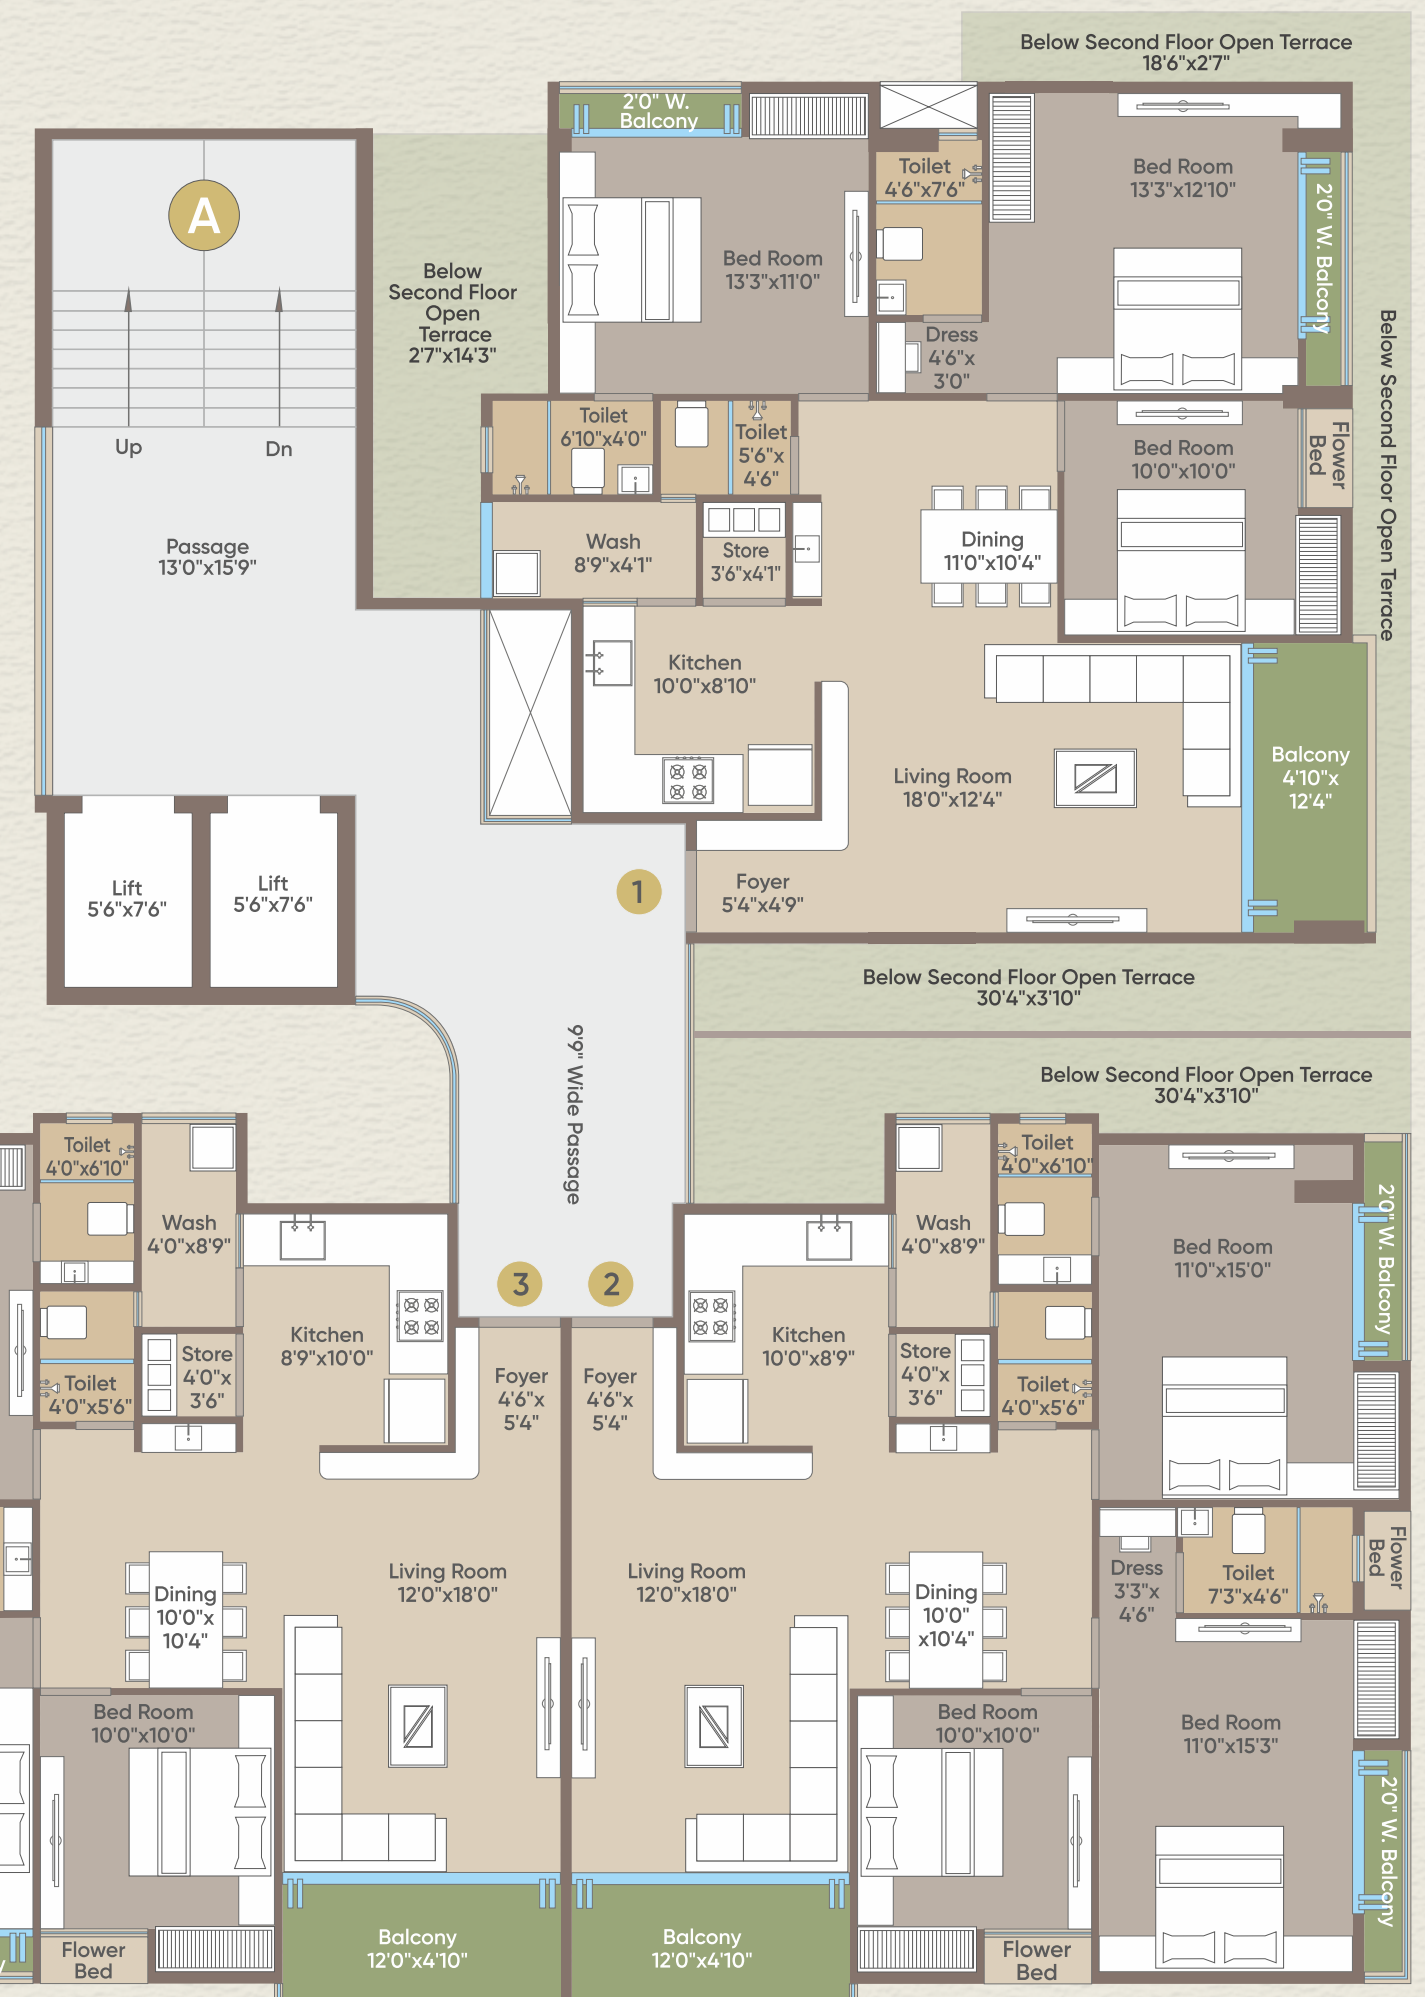 Below Second Floor Open Terrace
18'6"x2'7"
2'0" W.
Balcony
A
Toilet
4'6"x7'6"
Bed Room
13'3"x12'10"
2'0" W. Balcony
Bed Room
13'3"x11'0"
Below
Second Floor
Open
Terrace
2'7"x14'3"
Dress
4'6"x
3'0"
Below Second Floor Open Terrace
Up
Dn
Toilet
6'10"x4'0"
Toilet
5'6"x
4'6"
Bed Room
10'0"x10'0"
Flower
Bed
Passage
13'0"x15'9"
Wash
8'9"x4'1"
Store
3'6"x4'1"
Dining
11'0"x10'4"
Kitchen
10'0"x8'10"
Living Room
18'0"x12'4"
Balcony
4'10"x
12'4"
Lift
5'6"x7'6"
Lift
5'6"x7'6"
1
Foyer
5'4"x4'9"
Below Second Floor Open Terrace
30'4"x3'10"
9'9" Wide Passage
Below Second Floor Open Terrace
30'4"x3'10"
Toilet
4'0"x6'10"
Wash
4'0"x8'9"
3
2
Wash
4'0"x8'9"
Toilet
4'0"x6'10"
Bed Room
11'0"x15'0"
2'0" W. Balcony
Toilet
4'0"x5'6"
Store
4'0"x
3'6"
Kitchen
8'9"x10'0"
Foyer
4'6"x
5'4"
Foyer
4'6"x
5'4"
Kitchen
10'0"x8'9"
Store
4'0"x
3'6"
Toilet
4'0"x5'6"
Dining
10'0"x
10'4"
Living Room
12'0"x18'0"
Living Room
12'0"x18'0"
Dining
10'0"
x10'4"
Dress
3'3"x
4'6"
Toilet
7'3"x4'6"
Flower
Bed
Bed Room
10'0"x10'0"
Bed Room
10'0"x10'0"
Bed Room
11'0"x15'3"
2'0" W. Balcony
Flower
Bed
Balcony
12'0"x4'10"
Balcony
12'0"x4'10"
Flower
Bed